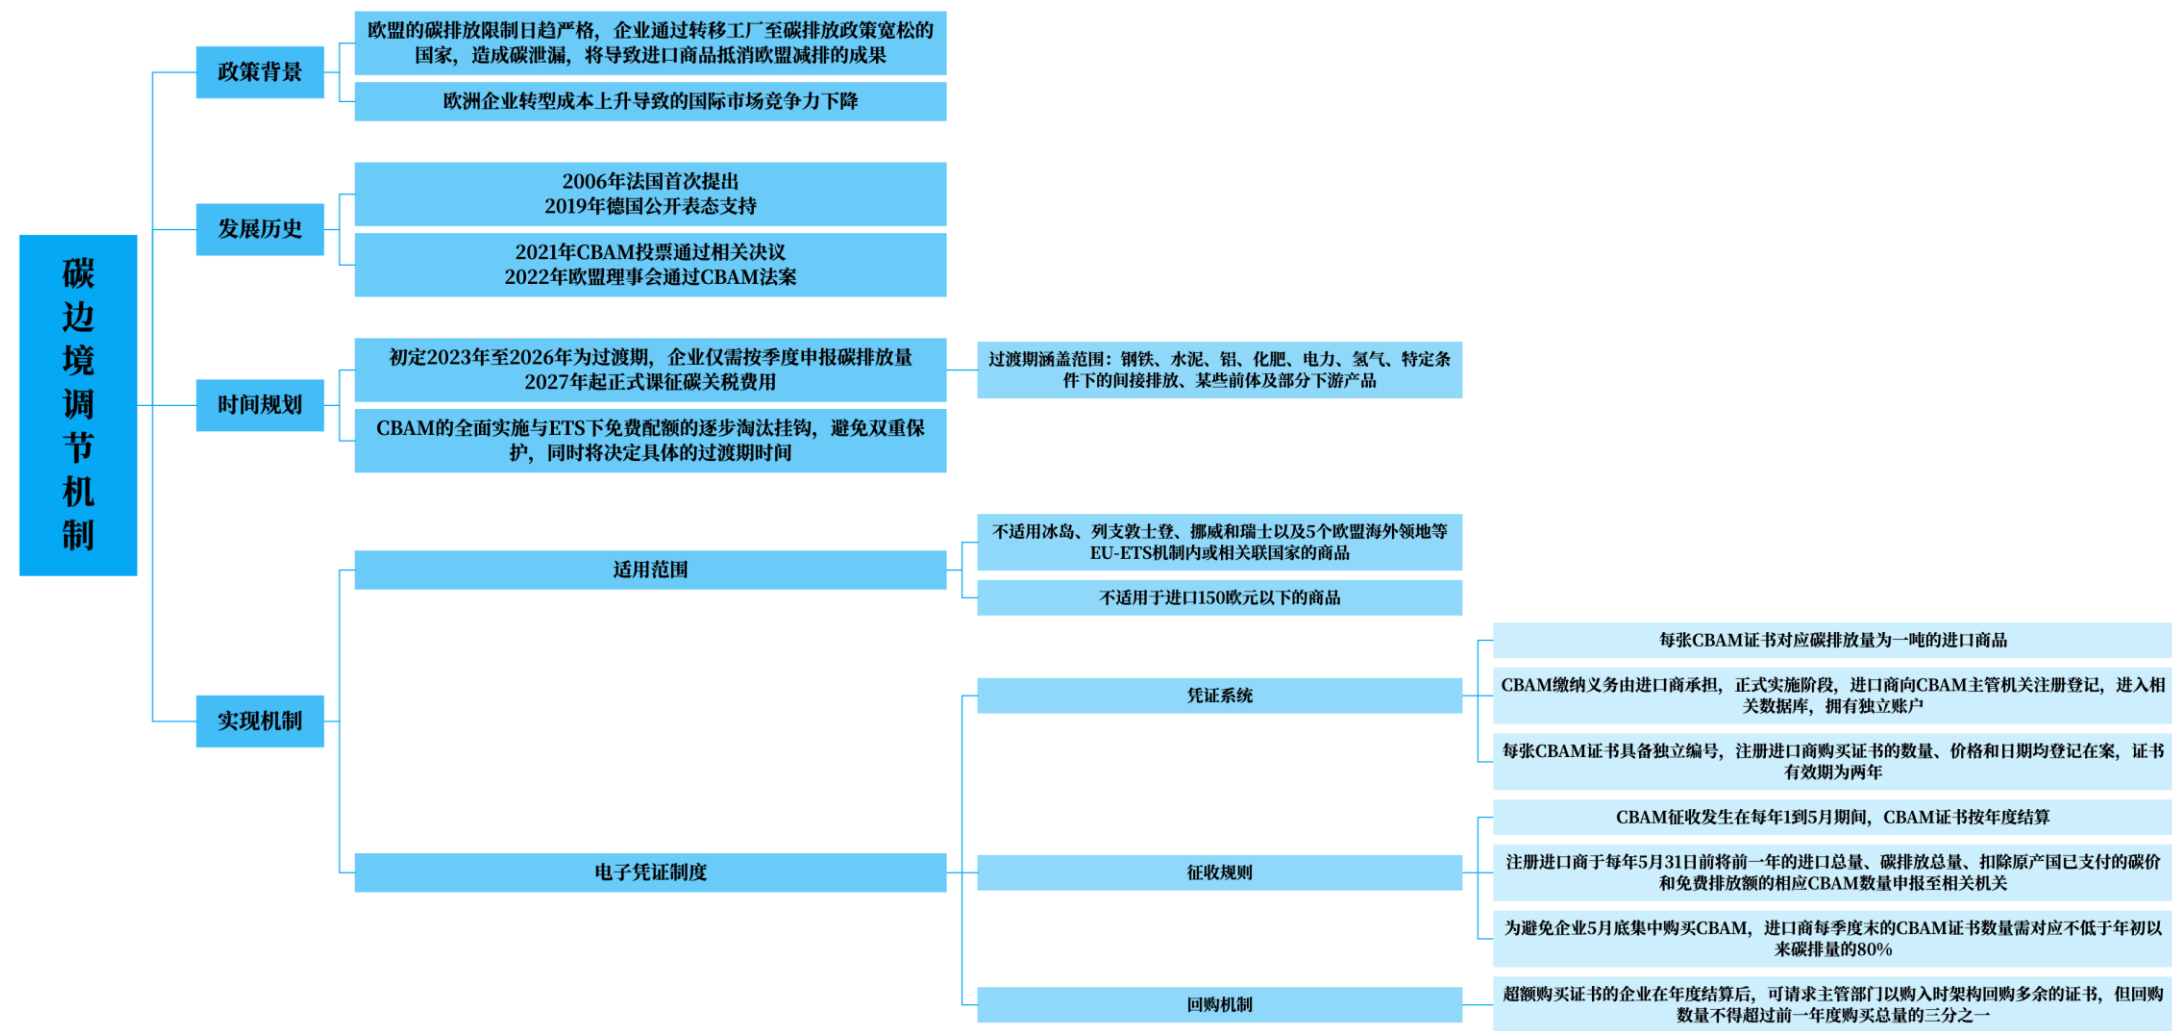 碳边境调节机制
政策背景
欧盟的碳排放限制日趋严格，企业通过转移工厂至碳排放政策宽松的
国家，造成碳泄漏，将导致进口商品抵消欧盟减排的成果
欧洲企业转型成本上升导致的国际市场竞争力下降
发展历史
2006年法国首次提出
2019年德国公开表态支持
2021年CBAM投票通过相关决议
2022年欧盟理事会通过CBAM法案
时间规划
初定2023年至2026年为过渡期，企业仅需按季度申报碳排放量
2027年起正式课征碳关税费用
过渡期涵盖范围：钢铁、水泥、铝、化肥、电力、氢气、特定条
件下的间接排放、某些前体及部分下游产品
CBAM的全面实施与ETS下免费配额的逐步淘汰挂钩，避免双重保
护，同时将决定具体的过渡期时间
实现机制
适用范围
不适用冰岛、列支敦士登、挪威和瑞士以及5个欧盟海外领地等
EU-ETS机制内或相关联国家的商品
不适用于进口150欧元以下的商品
电子凭证制度
凭证系统
每张CBAM证书对应碳排放量为一吨的进口商品
CBAM缴纳义务由进口商承担，正式实施阶段，进口商向CBAM主管机关注册登记，进入相
关数据库，拥有独立账户
每张CBAM证书具备独立编号，注册进口商购买证书的数量、价格和日期均登记在案，证书
有效期为两年
征收规则
CBAM征收发生在每年1到5月期间，CBAM证书按年度结算
注册进口商于每年5月31日前将前一年的进口总量、碳排放总量、扣除原产国已支付的碳价
和免费排放额的相应CBAM数量申报至相关机关
为避免企业5月底集中购买CBAM，进口商每季度末的CBAM证书数量需对应不低于年初以
来碳排量的80%
回购机制
超额购买证书的企业在年度结算后，可请求主管部门以购入时架构回购多余的证书，但回购
数量不得超过前一年度购买总量的三分之一